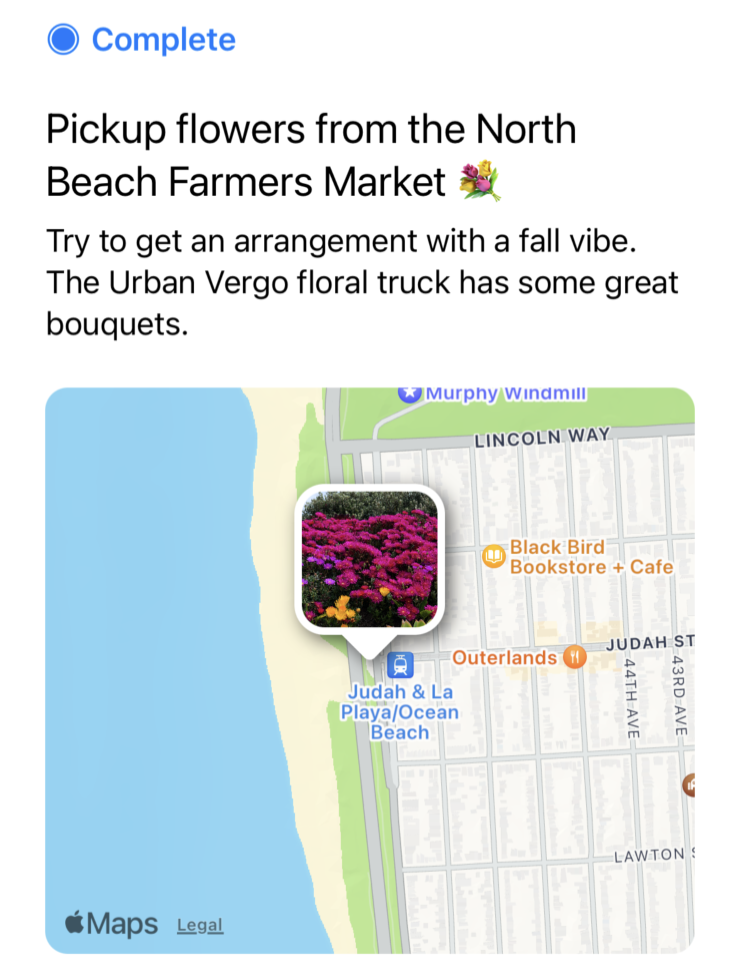 Complete
Pickup flowers from the North
Beach Farmers Market
Try to get an arrangement with a fall vibe.
The Urban Vergo floral truck has some great
bouquets.
Murphy Windmill
LINCOLN WAY
Black Bird
Bookstore + Cafe
JUDAH ST
Outerlands
44TH AVE
43RD AVE
Judah & La
Playa/Ocean
Beach
LAWTON
Maps
Legal